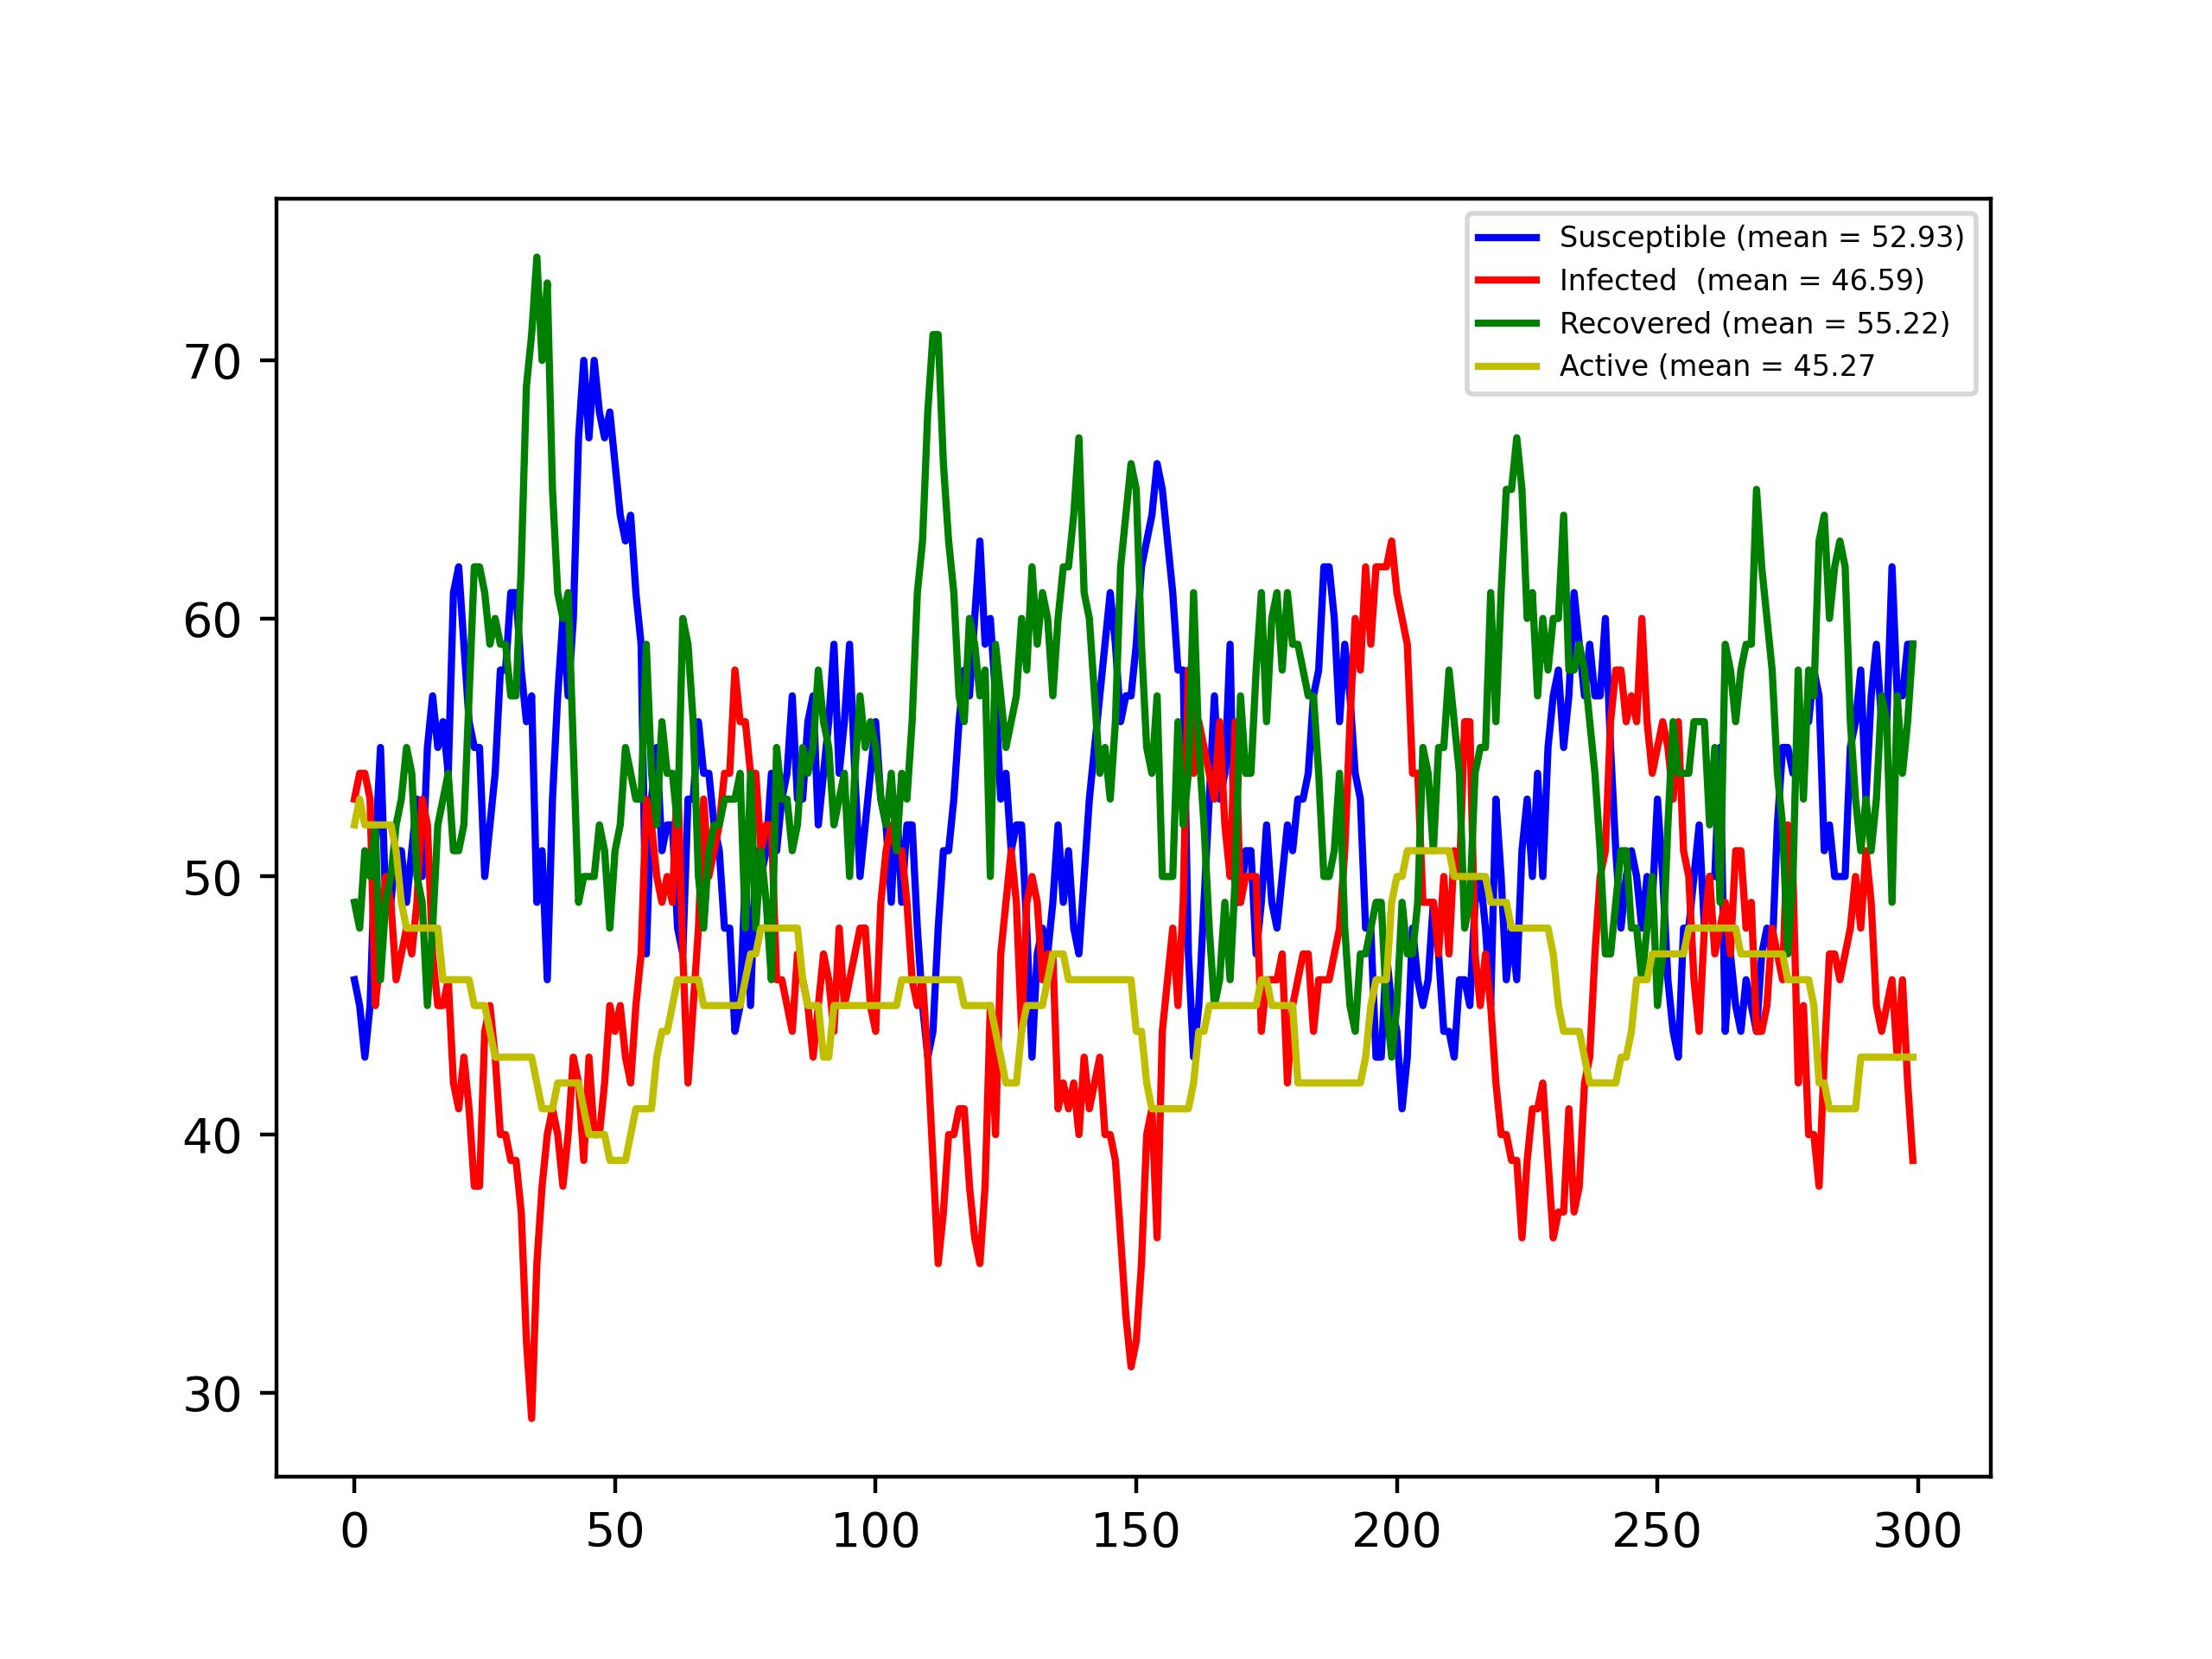 Susceptible (mean = 52.93)
Infected  (mean = 46.59)
Recovered (mean = 55.22)
Active (mean = 45.27
70
60
50
40
30
0 50 100 150 200 250 300